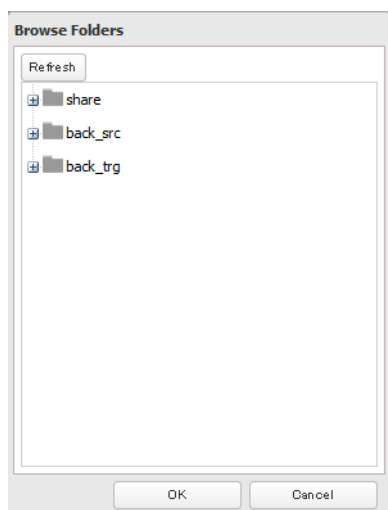 Browse Folders
Refresh
share
back_src
back_trg
OK
Cancel